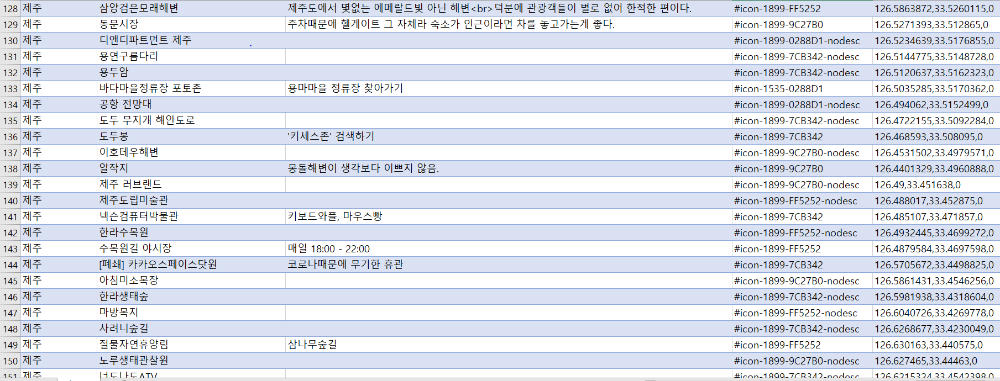 128 제주 삼양검은모래해변 제주도에서 몇없는 에메랄드빛 아닌 해변<br>덕분에 관광객들이 별로 없어 한적한 편이다. #icon-1899-FF5252 126.5863872,33.5260115,0
129 제주 동문시장 주차때문에 헬게이트 그 자체라 숙소가 인근이라면 차를 놓고가는게 좋다. #icon-1899-9C27B0 126.5271393,33.512865,0
130 제주 디앤디파트먼트 제주 #icon-1899-0288D1-nodesc 126.5234639,33.5176855,0
131 제주 용연구름다리 #icon-1899-7CB342-nodesc 126.5144775,33.5148728,0
132 제주 용두암 #icon-1899-7CB342-nodesc 126.5120637,33.5162323,0
133 제주 바다마을정류장 포토존 용마마을 정류장 찾아가기 #icon-1535-0288D1 126.5035285,33.5170362,0
134 제주 공항 전망대 #icon-1899-0288D1-nodesc 126.494062,33.5152499,0
135 제주 도두 무지개 해안도로 #icon-1899-7CB342-nodesc 126.4722155,33.5092284,0
136 제주 도두봉 '키세스존' 검색하기 #icon-1899-7CB342 126.468593,33.508095,0
137 제주 이호테우해변 #icon-1899-9C27B0-nodesc 126.4531502,33.4979571,0
138 제주 알작지 몽돌해변이 생각보다 이쁘지 않음. #icon-1899-9C27B0 126.4401329,33.4960888,0
139 제주 제주 러브랜드 #icon-1899-9C27B0-nodesc 126.49,33.451638,0
140 제주 제주도립미술관 #icon-1899-FF5252-nodesc 126.488017,33.452875,0
141 제주 넥슨컴퓨터박물관 키보드와플, 마우스빵 #icon-1899-7CB342 126.485107,33.471857,0
142 제주 한라수목원 #icon-1899-FF5252-nodesc 126.4932445,33.4699272,0
143 제주 수목원길 야시장 매일 18:00 - 22:00 #icon-1899-FF5252 126.4879584,33.4697598,0
144 제주 [폐쇄] 카카오스페이스닷원 코로나때문에 무기한 휴관 #icon-1899-7CB342 126.5705672,33.4498825,0
145 제주 아침미소목장 #icon-1899-9C27B0-nodesc 126.5861431,33.4546256,0
146 제주 한라생태숲 #icon-1899-7CB342-nodesc 126.5981938,33.4318604,0
147 제주 마방목지 #icon-1899-FF5252-nodesc 126.6040726,33.4269778,0
148 제주 사려니숲길 #icon-1899-7CB342-nodesc 126.6268677,33.4230049,0
149 제주 절물자연휴양림 삼나무숲길 #icon-1899-FF5252 126.630163,33.440575,0
150 제주 노루생태관찰원 #icon-1899-9C27B0-nodesc 126.627465,33.44463,0
151 제주 너도나도ATV #icon-1899-7CB342-nodesc 126.6215324,33.4542398,0